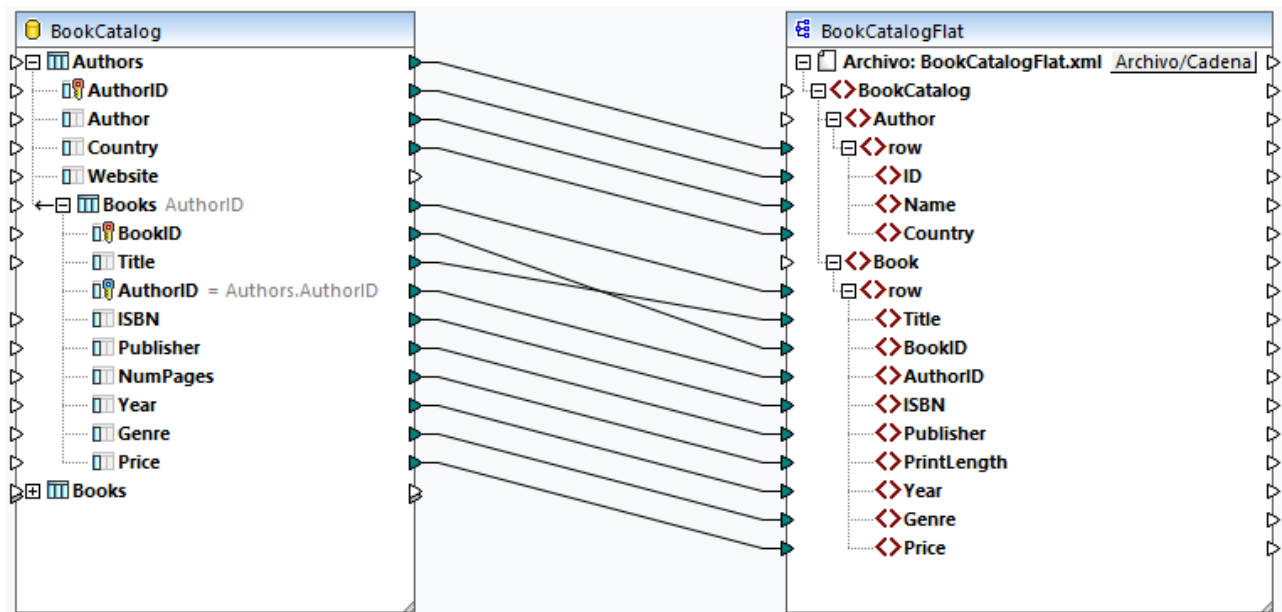 BookCatalog
Authors
AuthorID
Author
Country
Website
Books AuthorID
BookID
Title
AuthorID = Authors.AuthorID
ISBN
Publisher
NumPages
Year
Genre
Price
Books
BookCatalogFlat
Archivo: BookCatalogFlat.xml Archivo/Cadena
BookCatalog
Author
row
ID
Name
Country
Book
row
Title
BookID
AuthorID
ISBN
Publisher
PrintLength
Year
Genre
Price